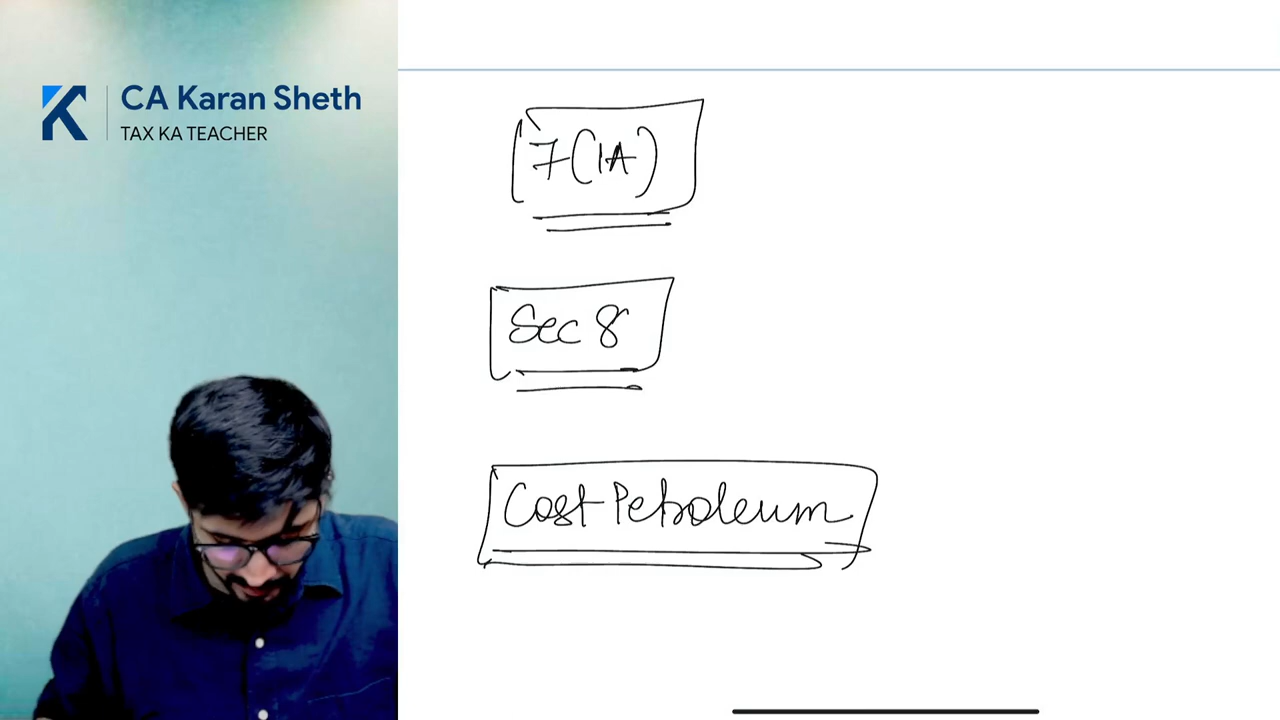 CA Karan Sheth
TAX KA TEACHER
7(1A)
Sec 8
Cost Petroleum